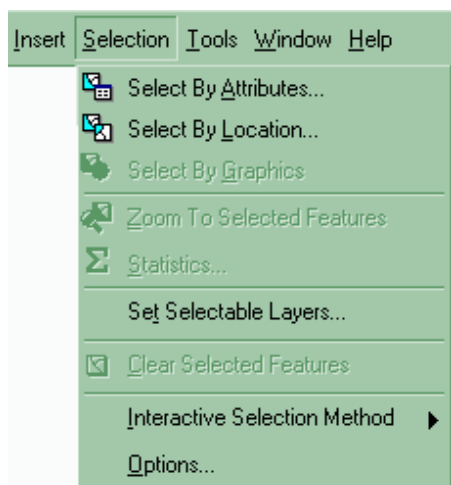 Insert Selection Tools Window Help
Select By Attributes...
Select By Location...
Select By Graphics
Zoom To Selected Features
Statistics...
Set Selectable Layers...
Clear Selected Features
Interactive Selection Method
Options...